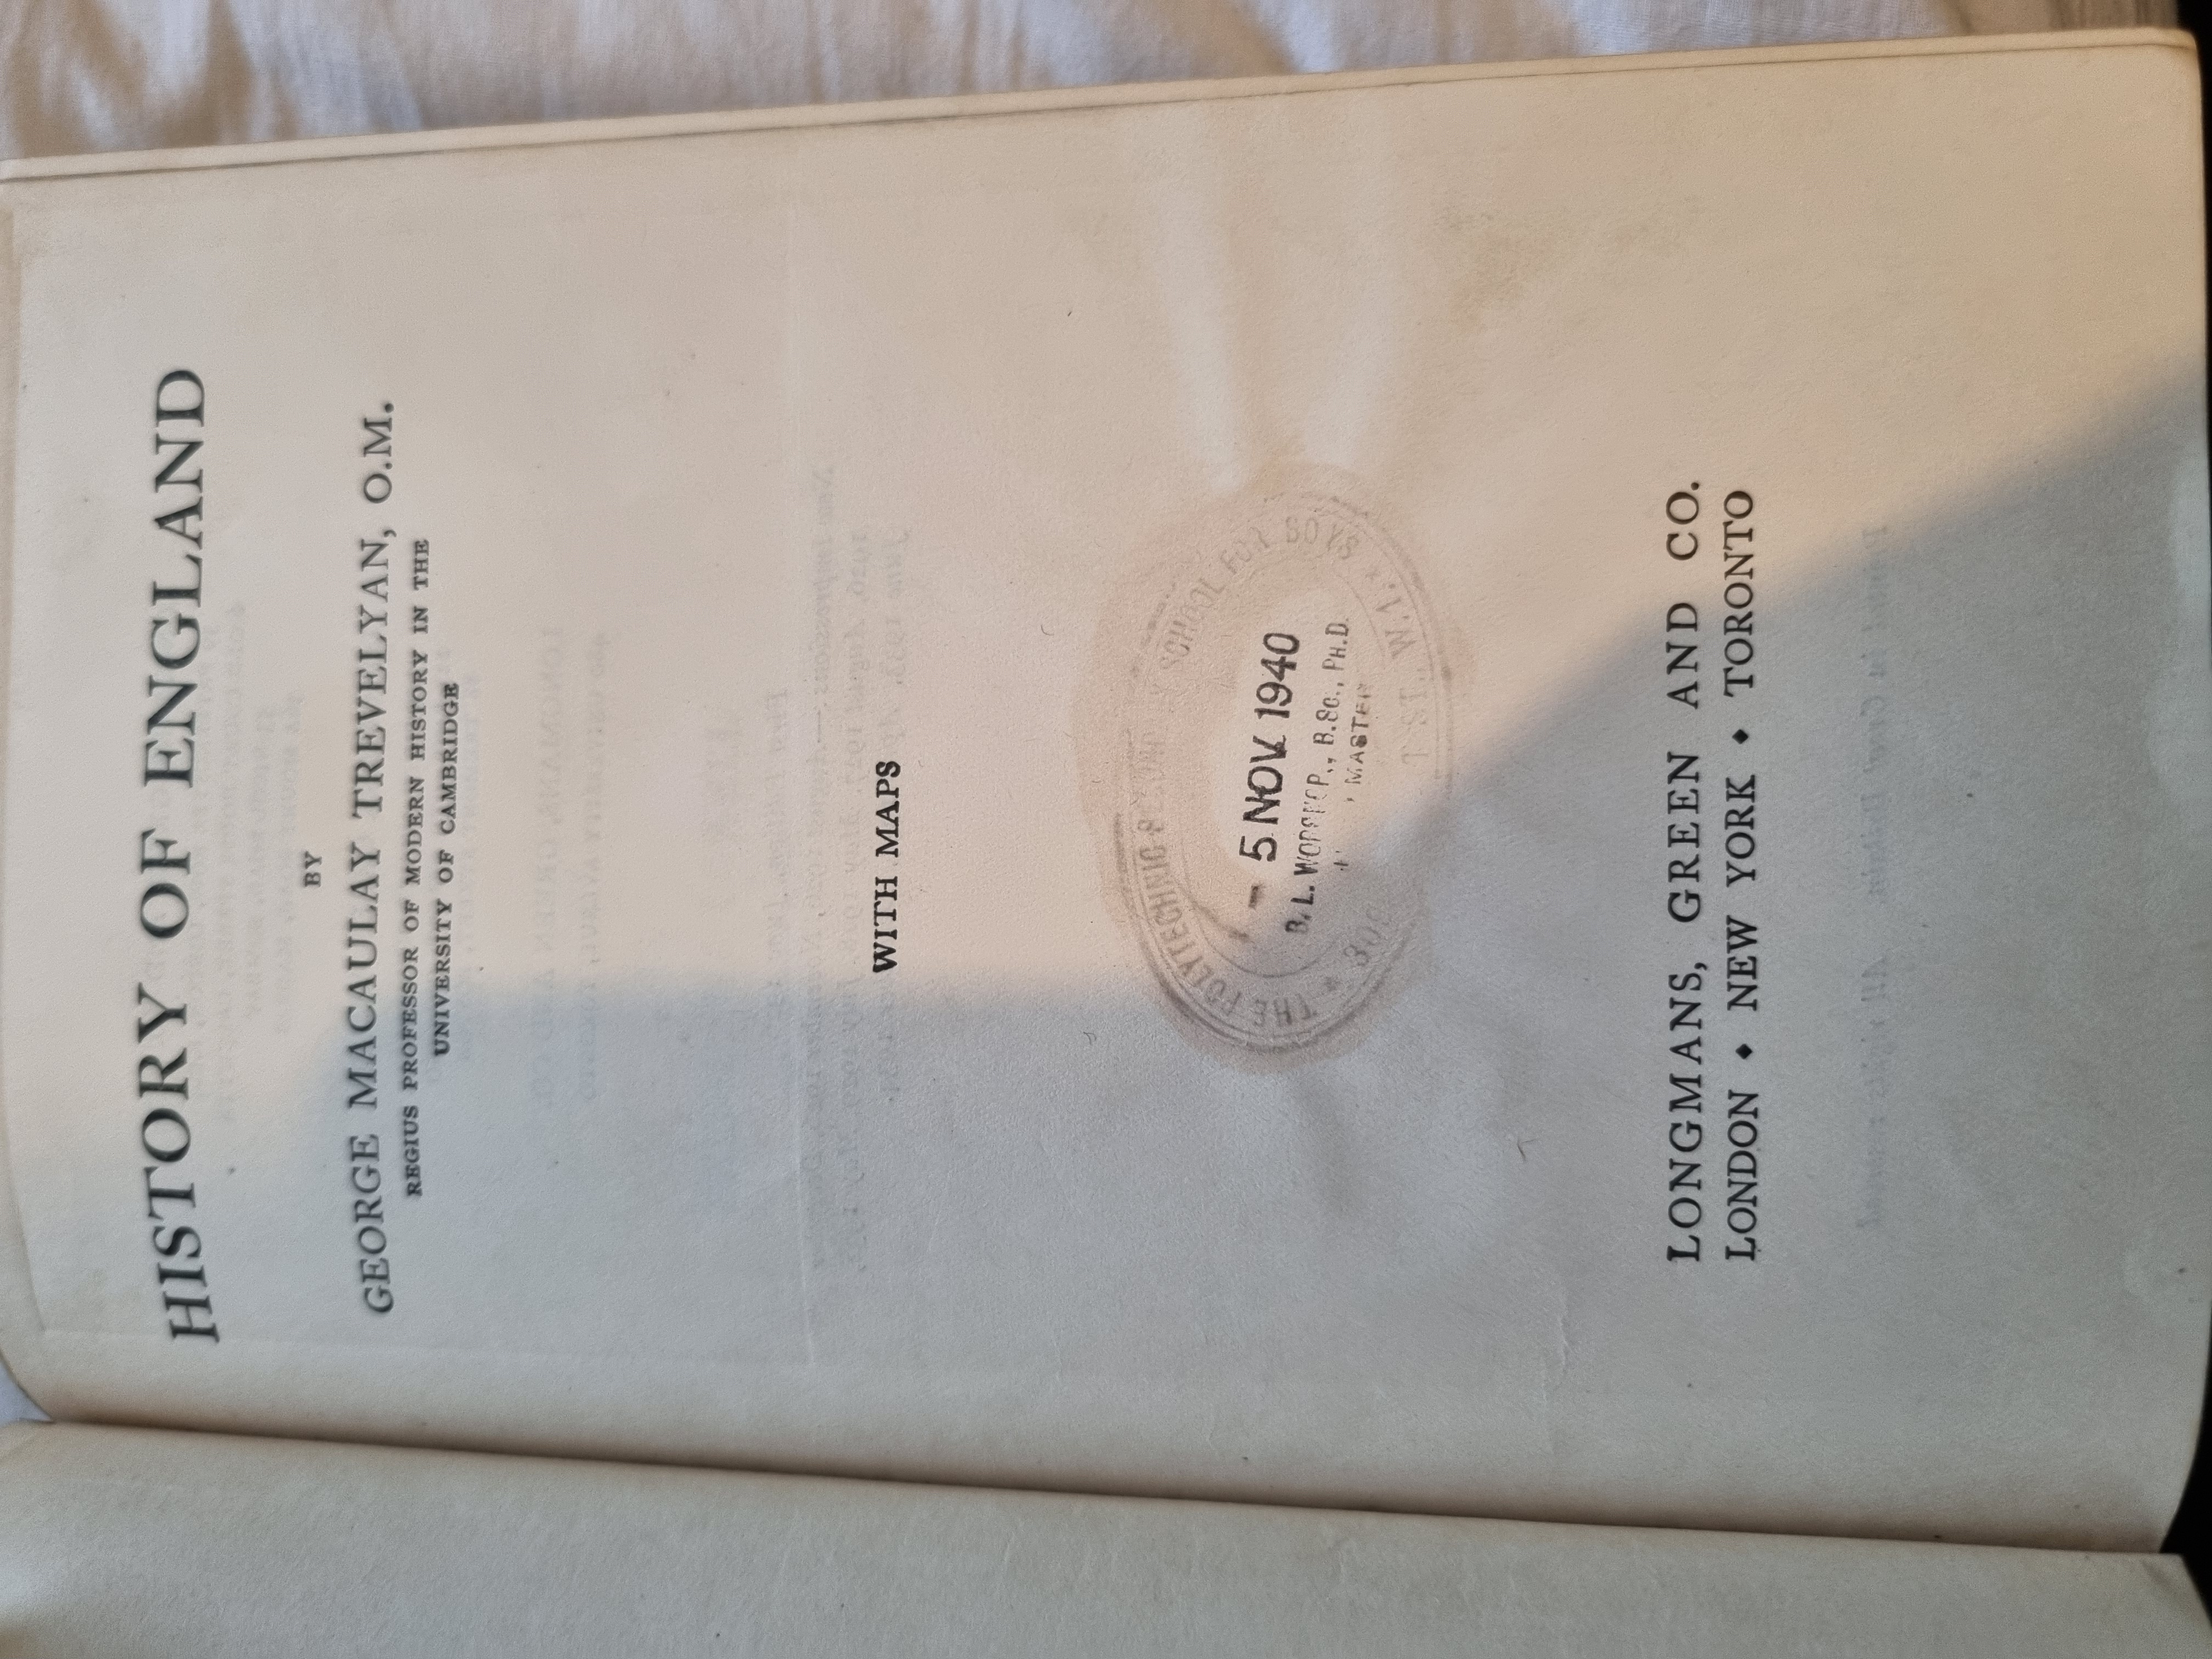 HISTORY OF ENGLAND
BY
GEORGE MACAULAY TREVELYAN, O.M.
REGIUS PROFESSOR OF MODERN HISTORY IN THE
UNIVERSITY OF CAMBRIDGE
WITH MAPS
THE POLYTECHNIC SCHOOL FOR BOYS
- 5 NOV 1940
B. L. B.Sc., PH.D.
MASTER
ST. W.1.
LONGMANS, GREEN AND CO.
LONDON ♦ NEW YORK ♦ TORONTO